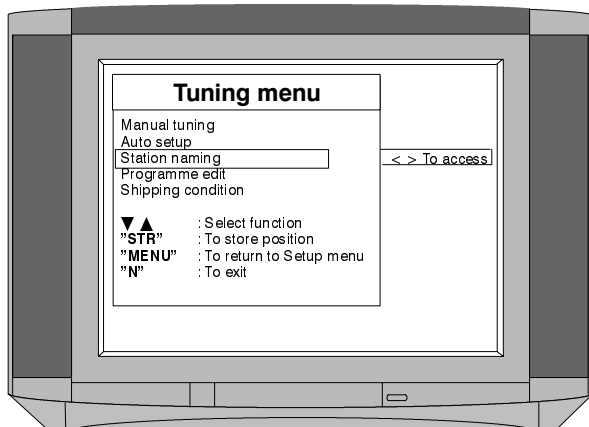 Tuning menu
Manual tuning
Auto setup
Station naming
< > To access
Programme edit
Shipping condition
▼ ▲ : Select function
"STR" : To store position
"MENU" : To return to Setup menu
"N" : To exit